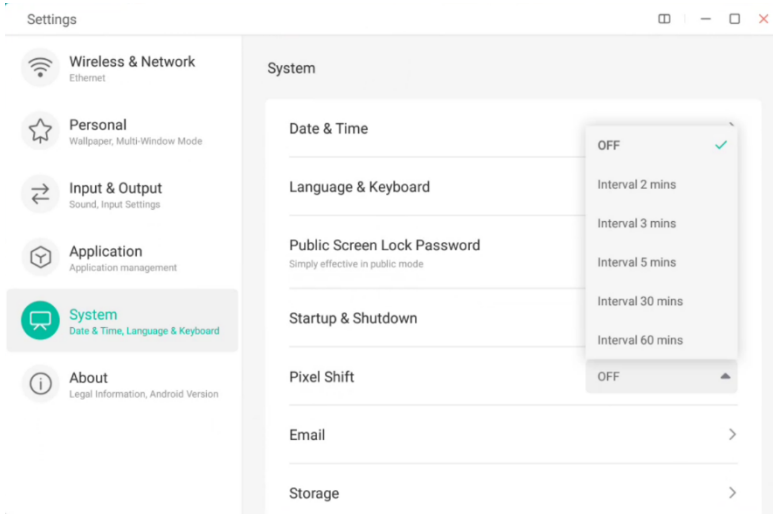 Settings
Wireless & Network
Ethernet
Personal
Wallpaper, Multi-Window Mode
Input & Output
Sound, Input Settings
Application
Application management
System
Date & Time, Language & Keyboard
About
Legal Information, Android Version
System
Date & Time
Language & Keyboard
Public Screen Lock Password
Simply effective in public mode
Startup & Shutdown
Pixel Shift
OFF
Interval 2 mins
Interval 3 mins
Interval 5 mins
Interval 30 mins
Interval 60 mins
OFF
Email
Storage